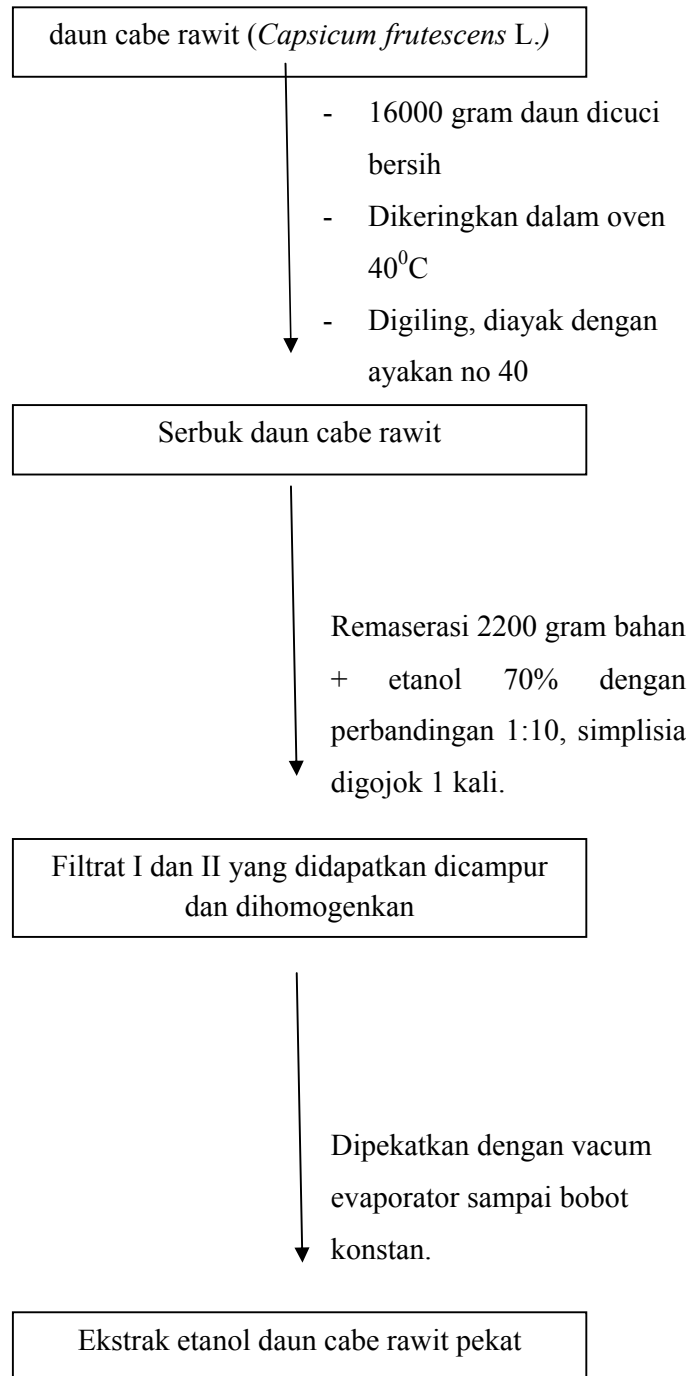 daun cabe rawit (Capsicum frutescens L.)
- 16000 gram daun dicuci
bersih
- Dikeringkan dalam oven
40⁰C
- Digiling, diayak dengan
ayakan no 40
Serbuk daun cabe rawit
Remaserasi 2200 gram bahan
+ etanol 70% dengan
perbandingan 1:10, simplisia
digojok 1 kali.
Filtrat I dan II yang didapatkan dicampur
dan dihomogenkan
Dipekatkan dengan vacum
evaporator sampai bobot
konstan.
Ekstrak etanol daun cabe rawit pekat